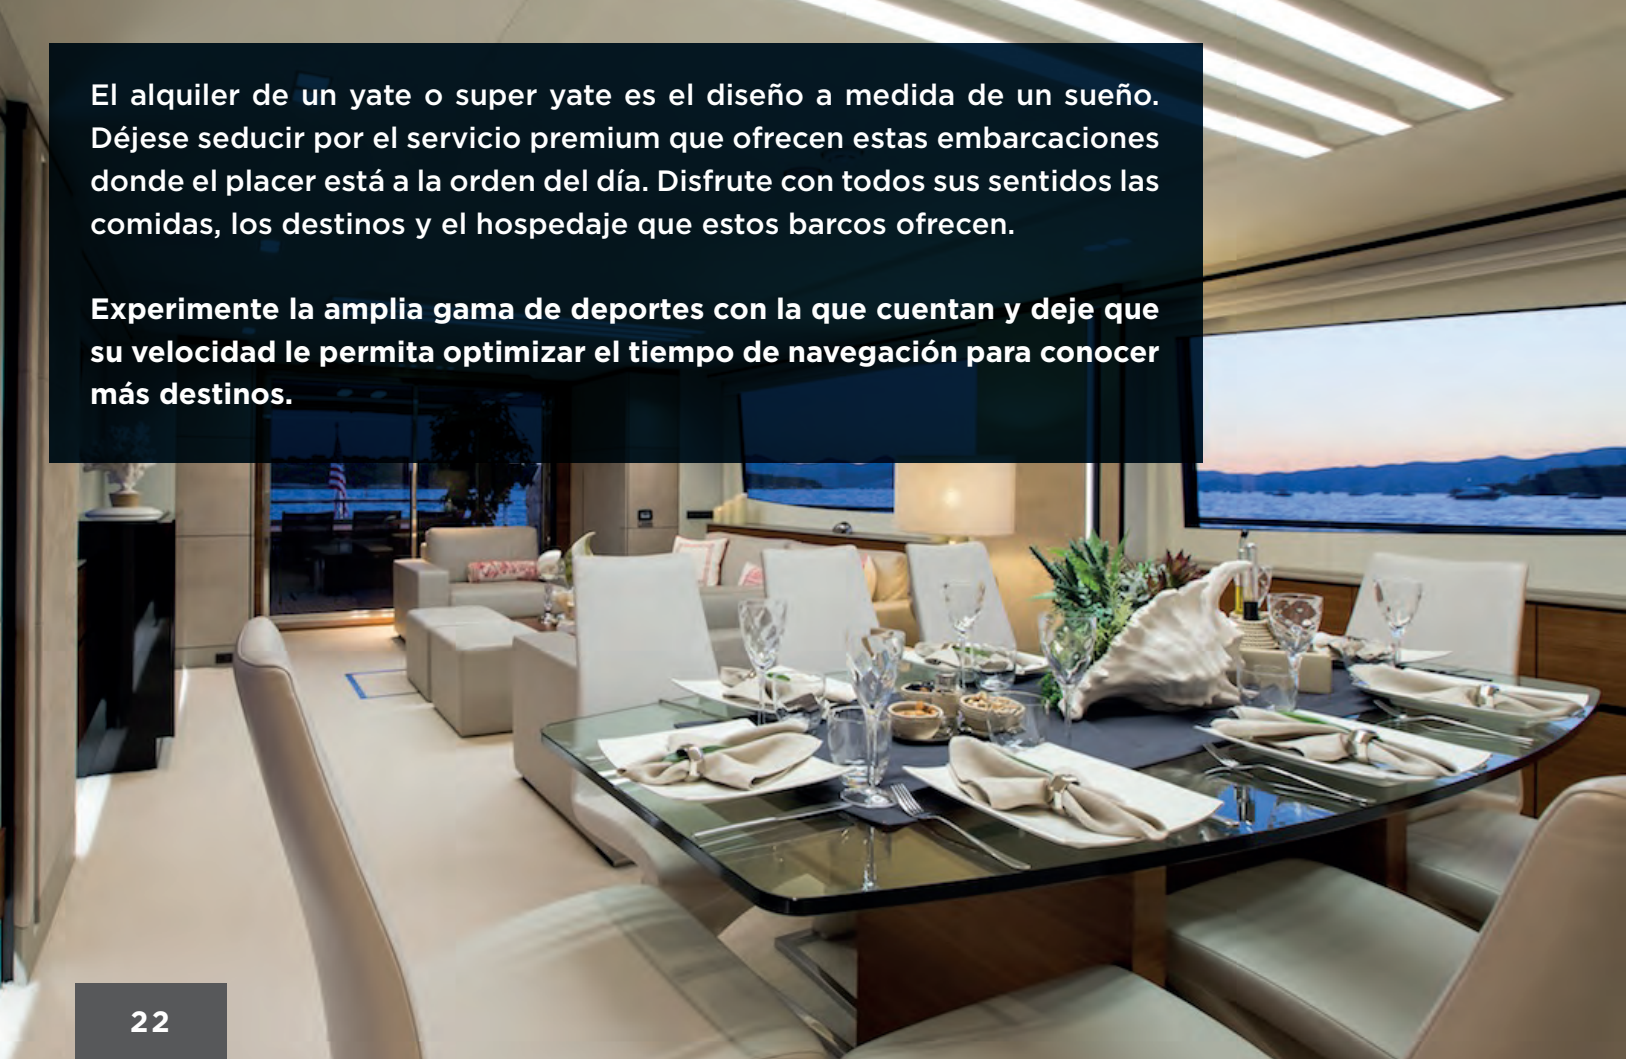 El alquiler de un yate o super yate es el diseño a medida de un sueño.
Déjese seducir por el servicio premium que ofrecen estas embarcaciones
donde el placer está a la orden del día. Disfrute con todos sus sentidos las
comidas, los destinos y el hospedaje que estos barcos ofrecen.
Experimente la amplia gama de deportes con la que cuentan y deje que
su velocidad le permita optimizar el tiempo de navegación para conocer
más destinos.
22